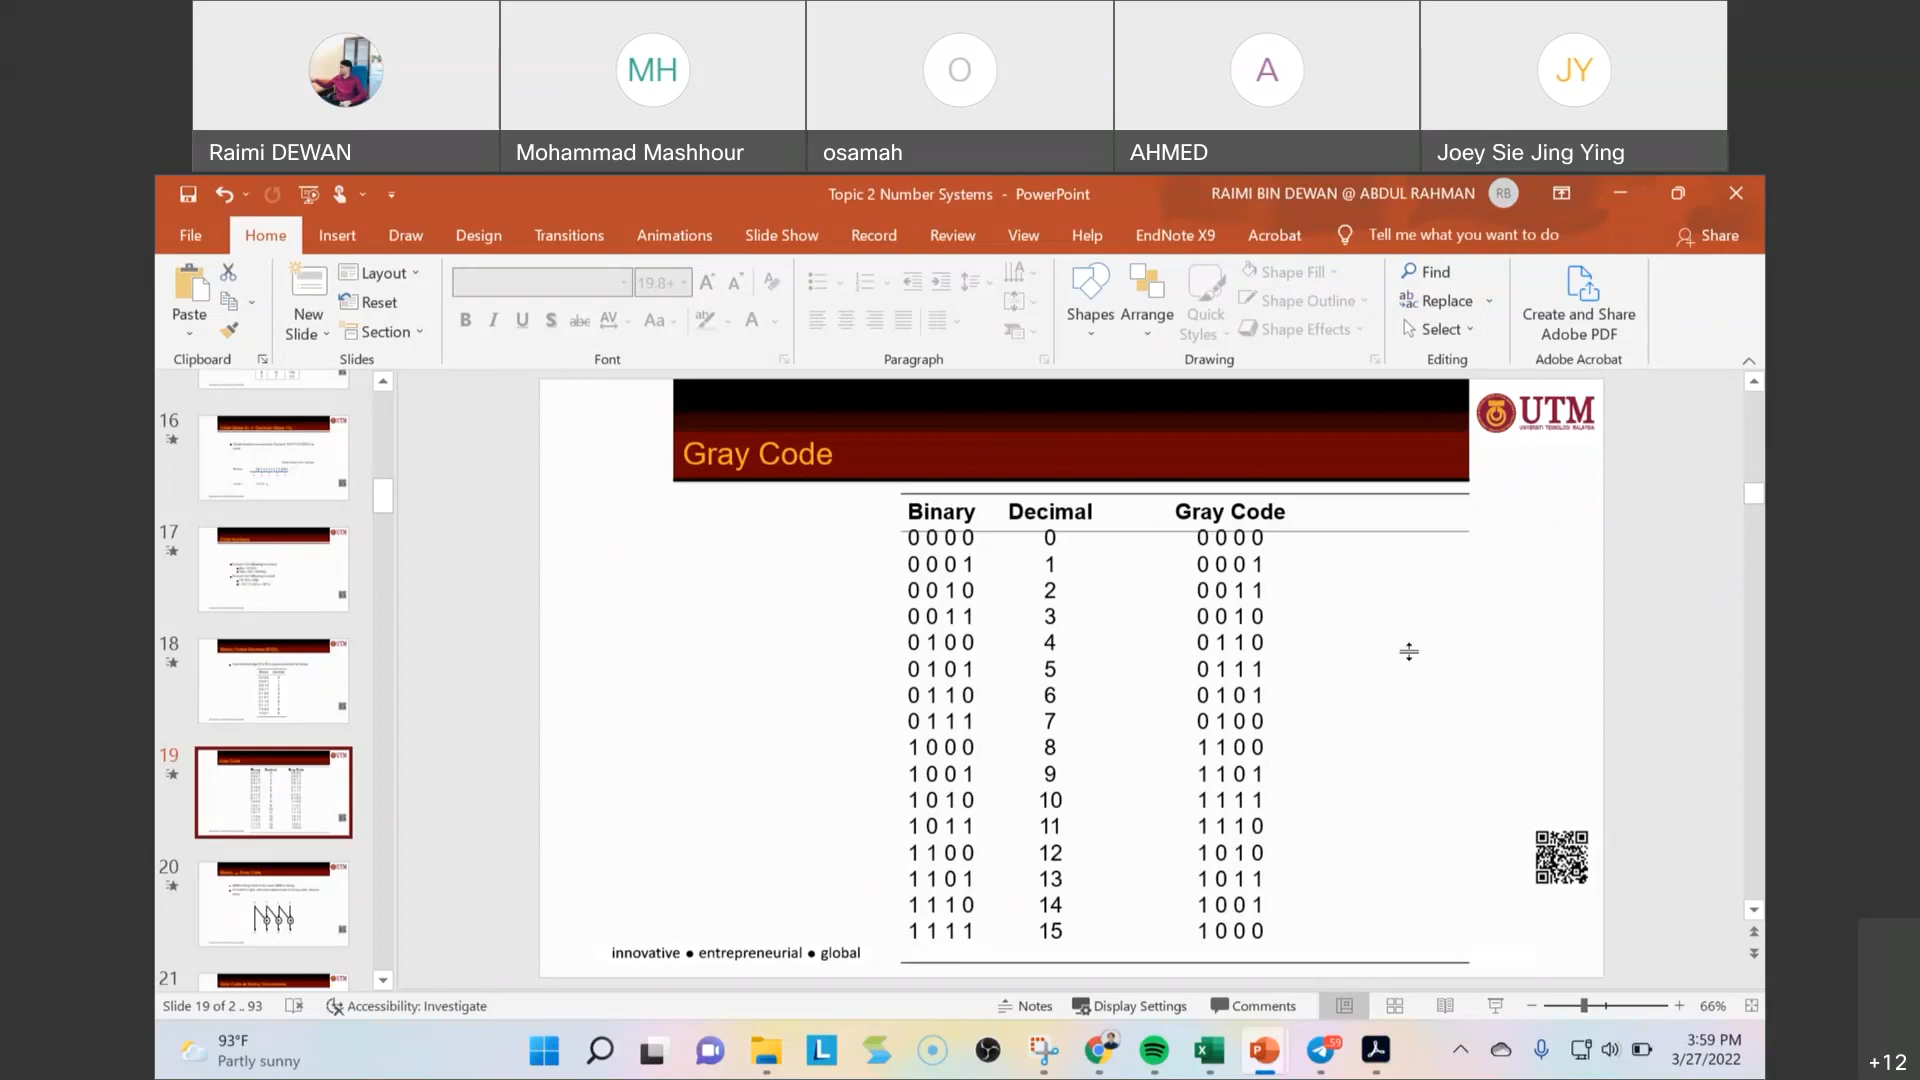 MH
O
A
JY
Raimi DEWAN
Mohammad Mashhour
osamah
AHMED
Joey Sie Jing Ying
Topic 2 Number Systems - PowerPoint
RAIMI BIN DEWAN @ ABDUL RAHMAN
RB
File
Home
Insert
Draw
Design
Transitions
Animations
Slide Show
Record
Review
View
Help
EndNote X9
Acrobat
Tell me what you want to do
Share
Paste
New
Slide
Layout
Reset
Section
19.8+
Shapes
Arrange
Quick
Styles
Shape Fill
Shape Outline
Shape Effects
Find
Replace
Select
Create and Share
Adobe PDF
Clipboard
Slides
Font
Paragraph
Drawing
Editing
Adobe Acrobat
16
17
18
19
20
21
Gray Code
UTM
UNIVERSITI TEKNOLOGI MALAYSIA
Binary Decimal Gray Code
0 0 0 0 0 0 0 0 0
0 0 0 1 1 0 0 0 1
0 0 1 0 2 0 0 1 1
0 0 1 1 3 0 0 1 0
0 1 0 0 4 0 1 1 0
0 1 0 1 5 0 1 1 1
0 1 1 0 6 0 1 0 1
0 1 1 1 7 0 1 0 0
1 0 0 0 8 1 1 0 0
1 0 0 1 9 1 1 0 1
1 0 1 0 10 1 1 1 1
1 0 1 1 11 1 1 1 0
1 1 0 0 12 1 0 1 0
1 1 0 1 13 1 0 1 1
1 1 1 0 14 1 0 0 1
1 1 1 1 15 1 0 0 0
innovative ● entrepreneurial ● global
Slide 19 of 2 .. 93
Accessibility: Investigate
Notes
Display Settings
Comments
66%
93°F
Partly sunny
59
3:59 PM
3/27/2022
+12